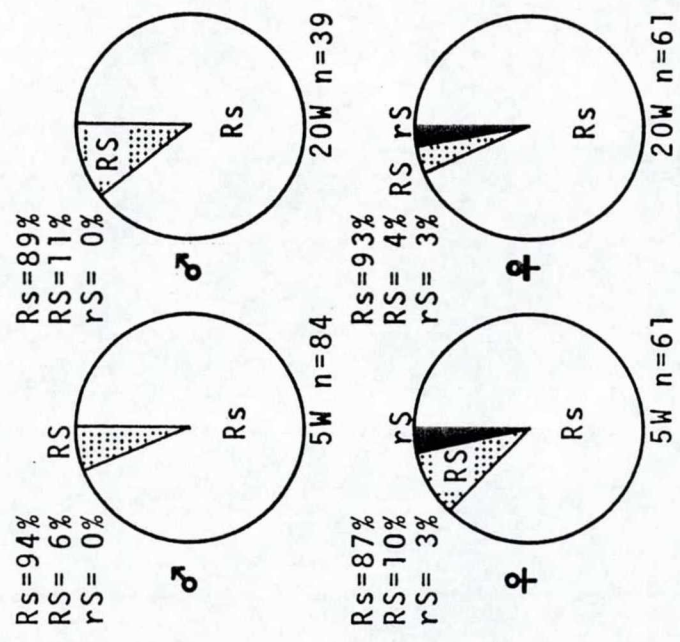 Rs=94%
RS= 6%
rS= 0%
♂
RS
Rs
5W n=84
Rs=89%
RS=11%
rS= 0%
♂
RS
Rs
20W n=39
Rs=87%
RS=10%
rS= 3%
♀
rS
RS
Rs
5W n=61
Rs=93%
RS= 4%
rS= 3%
♀
RS rS
Rs
20W n=61